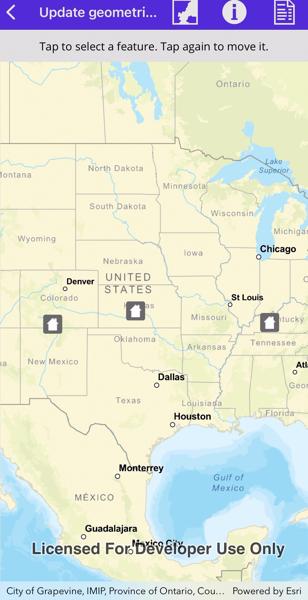 Update geometri...
Tap to select a feature. Tap again to move it.
Ontario
Montana
North Dakota
Minnesota
Lake
Superior
South Dakota
Wisconsin
Wyoming
Michigan
Iowa
Chicago
Nebraska
UNITED
STATES
Denver
Colorado
St Louis
Missouri
Tennessee
Oklahoma
Arkansas
New Mexico
Dallas
Texas
Louisiana
Houston
Florida
Monterrey
Gulf of
Mexico
MÉXICO
Guadalajara
Mexico City
Licensed For Developer Use Only
City of Grapevine, IMIP, Province of Ontario, Cou...
Powered by Esri